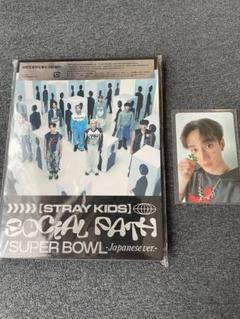 ❯❯❯❯❯ [STRAY KIDS]
SOCIAL PATH
/SUPER BOWL -Japanese ver.-